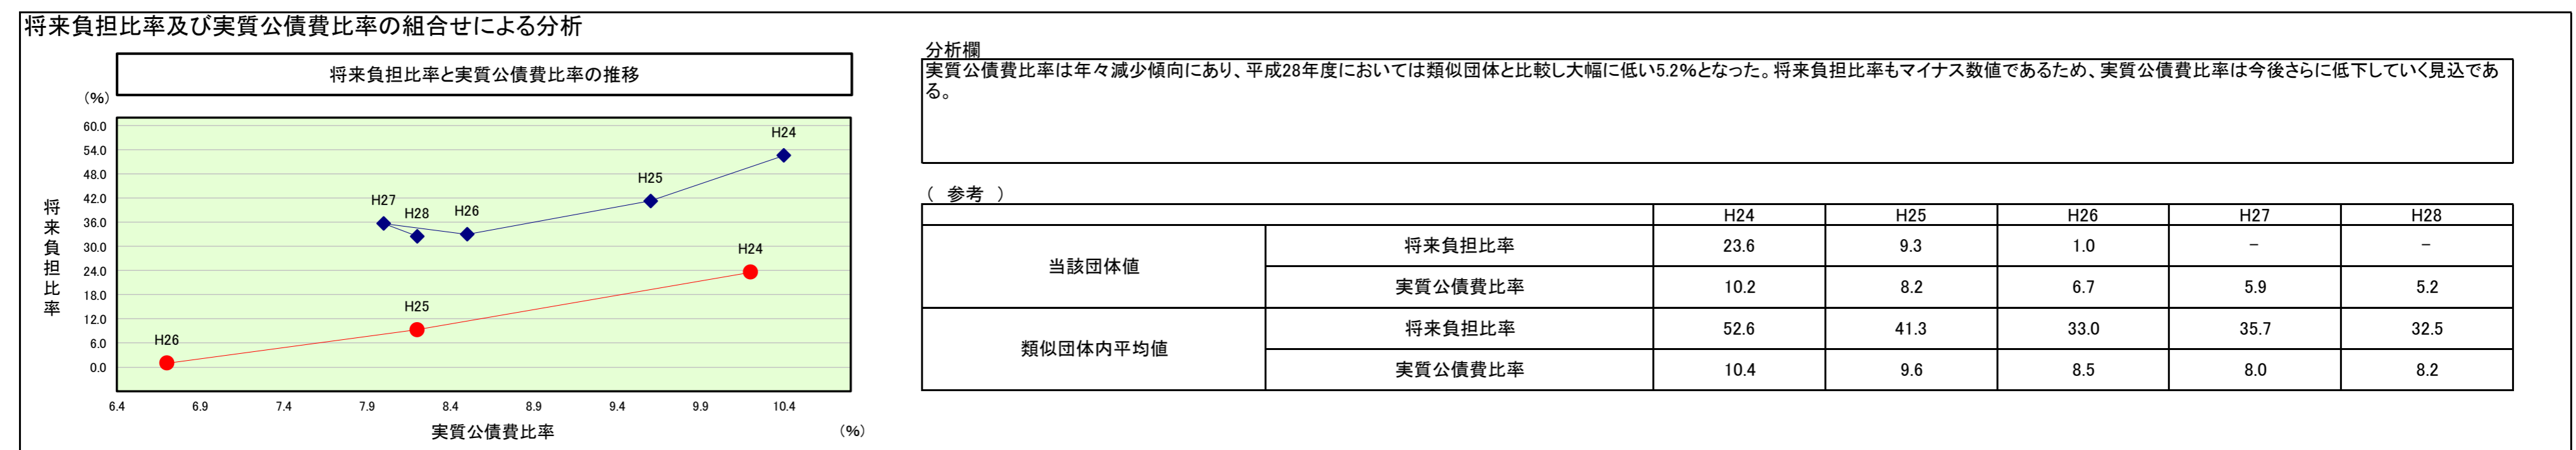 将来負担比率及び実質公債費比率の組合せによる分析
将来負担比率と実質公債費比率の推移
(%)
60.0
54.0
48.0
42.0
36.0
30.0
24.0
18.0
12.0
6.0
0.0
将来負担比率
H24
H25
H27
H28
H26
H24
H25
H26
6.4 6.9 7.4 7.9 8.4 8.9 9.4 9.9 10.4
実質公債費比率
(%)
分析欄
実質公債費比率は年々減少傾向にあり、平成28年度においては類似団体と比較し大幅に低い5.2%となった。将来負担比率もマイナス数値であるため、実質公債費比率は今後さらに低下していく見込であ
る。
( 参考 )
H24 H25 H26 H27 H28
当該団体値
将来負担比率 23.6 9.3 1.0 － －
実質公債費比率 10.2 8.2 6.7 5.9 5.2
類似団体内平均値
将来負担比率 52.6 41.3 33.0 35.7 32.5
実質公債費比率 10.4 9.6 8.5 8.0 8.2